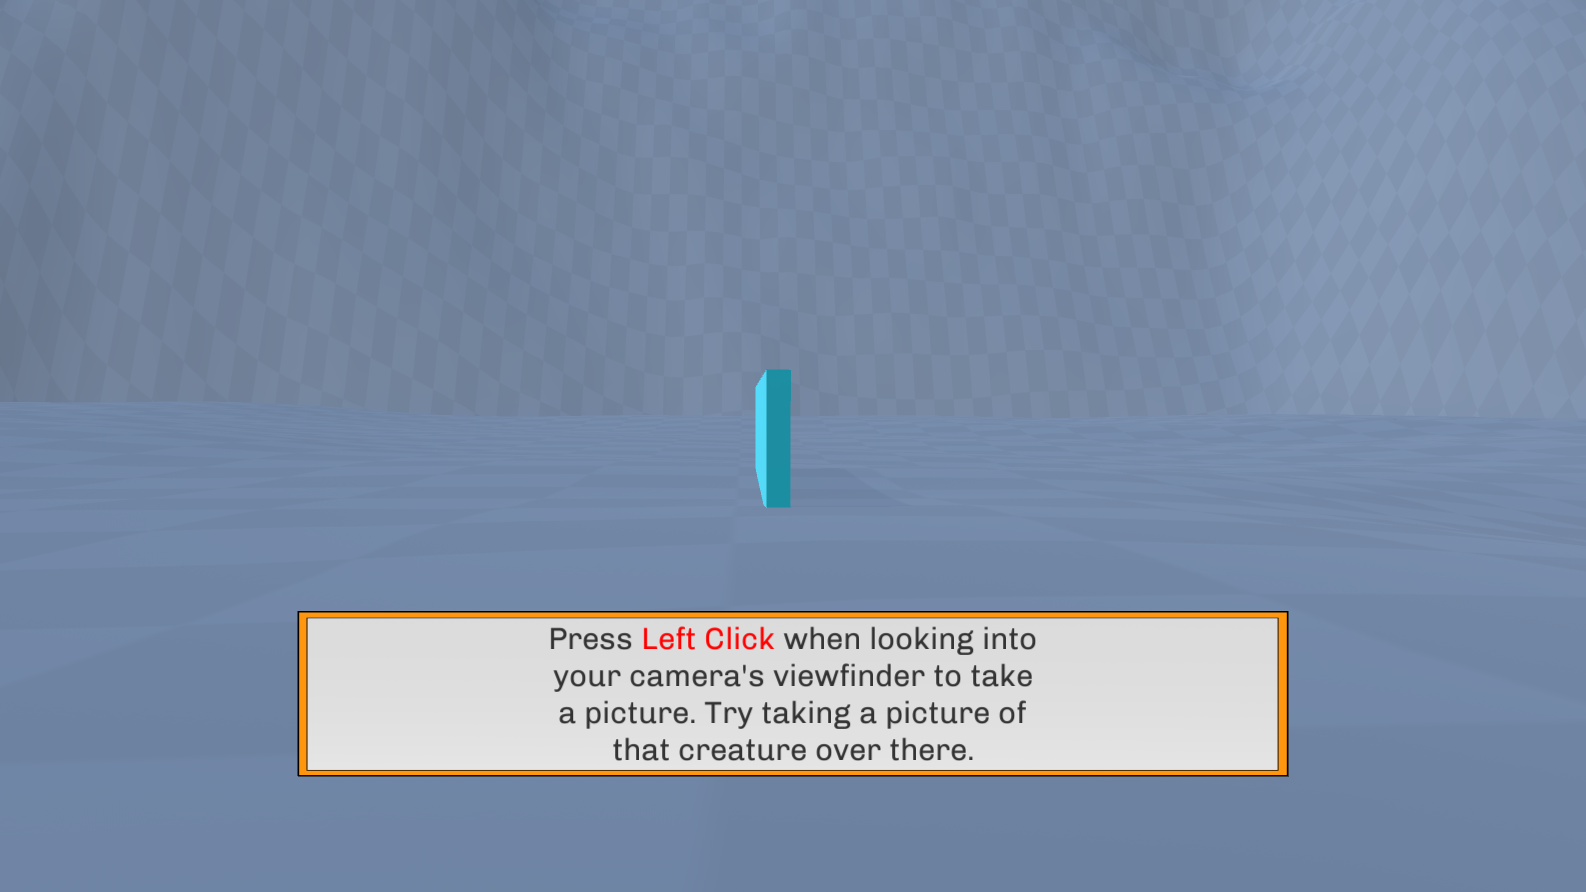 Press Left Click when looking into
your camera's viewfinder to take
a picture. Try taking a picture of
that creature over there.